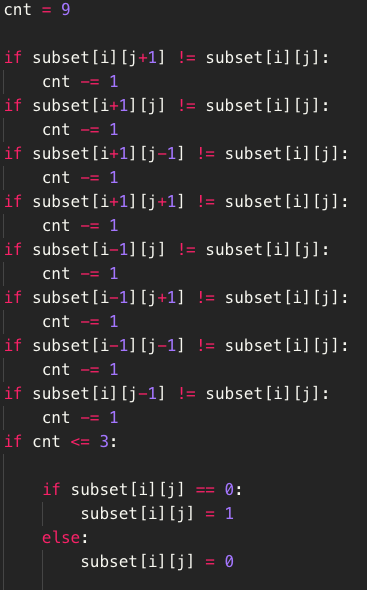 cnt = 9
if subset[i][j+1] != subset[i][j]:
    cnt -= 1
if subset[i+1][j] != subset[i][j]:
    cnt -= 1
if subset[i+1][j-1] != subset[i][j]:
    cnt -= 1
if subset[i+1][j+1] != subset[i][j]:
    cnt -= 1
if subset[i-1][j] != subset[i][j]:
    cnt -= 1
if subset[i-1][j+1] != subset[i][j]:
    cnt -= 1
if subset[i-1][j-1] != subset[i][j]:
    cnt -= 1
if subset[i][j-1] != subset[i][j]:
    cnt -= 1
if cnt <= 3:
    if subset[i][j] == 0:
        subset[i][j] = 1
    else:
        subset[i][j] = 0